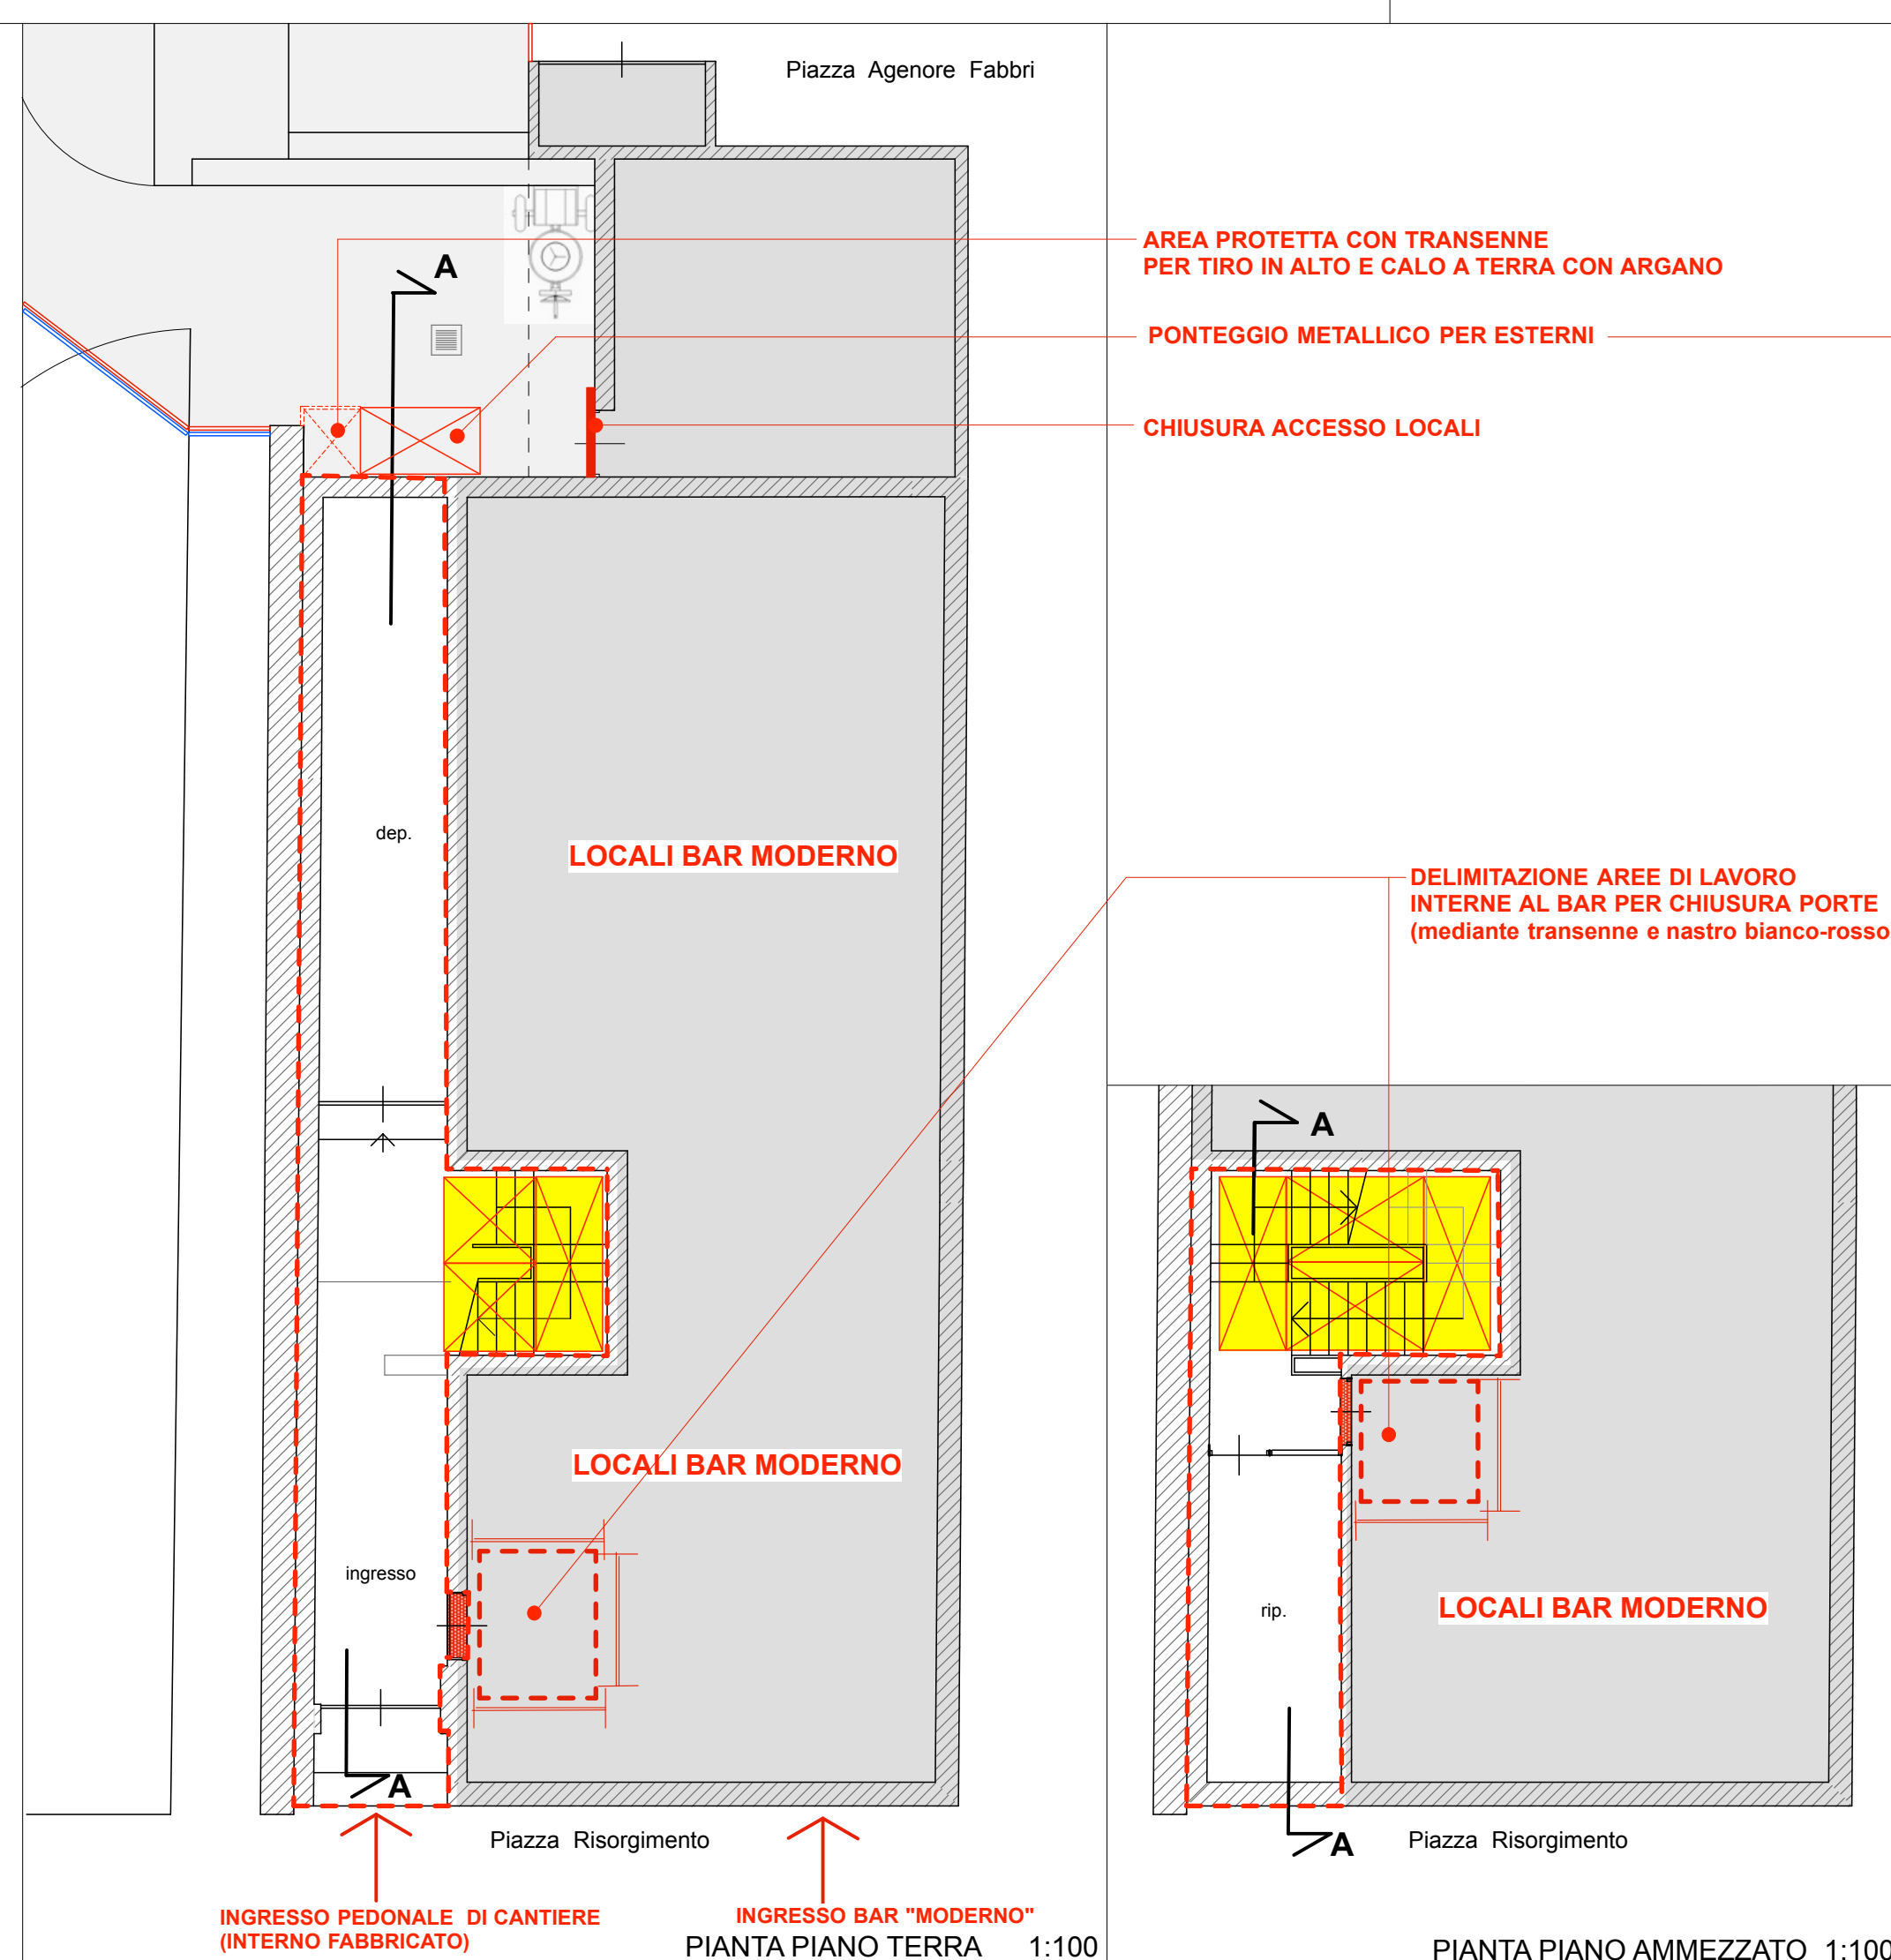 Piazza Agenore Fabbri
A
AREA PROTETTA CON TRANSENNE
PER TIRO IN ALTO E CALO A TERRA CON ARGANO
PONTEGGIO METALLICO PER ESTERNI
CHIUSURA ACCESSO LOCALI
dep.
LOCALI BAR MODERNO
DELIMITAZIONE AREE DI LAVORO
INTERNE AL BAR PER CHIUSURA PORTE
(mediante transenne e nastro bianco-rosso
A
LOCALI BAR MODERNO
ingresso
rip.
LOCALI BAR MODERNO
A
Piazza Risorgimento
A
Piazza Risorgimento
INGRESSO PEDONALE DI CANTIERE
(INTERNO FABBRICATO)
INGRESSO BAR "MODERNO"
PIANTA PIANO TERRA 1:100
PIANTA PIANO AMMEZZATO 1:100